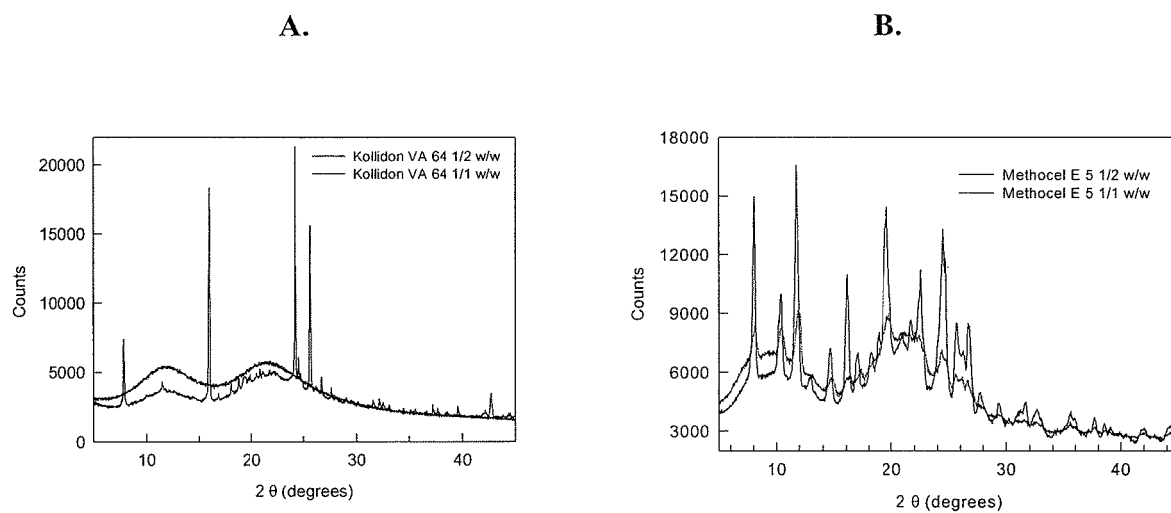 A.
B.
Kollidon VA 64 1/2 w/w
Kollidon VA 64 1/1 w/w
20000
15000
10000
5000
0
Counts
10 20 30 40
2 θ (degrees)
Methocel E 5 1/2 w/w
Methocel E 5 1/1 w/w
18000
15000
12000
9000
6000
3000
Counts
10 20 30 40
2 θ (degrees)